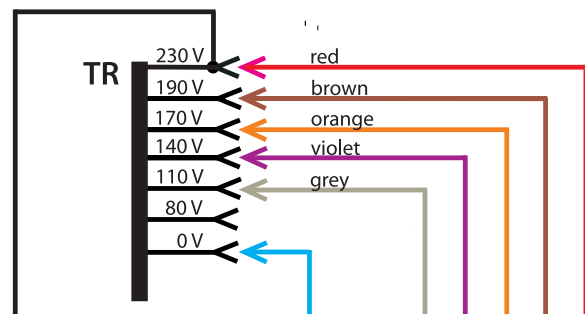 230 V red
TR
190 V brown
170 V orange
140 V violet
110 V grey
80 V
0 V